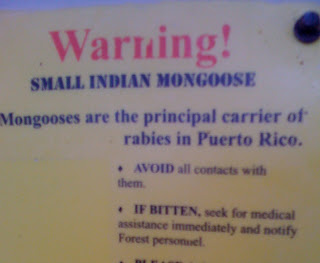 Warning!
SMALL INDIAN MONGOOSE
Mongooses are the principal carrier of
rabies in Puerto Rico.
• AVOID all contacts with
them.
• IF BITTEN, seek for medical
assistance immediately and notify
Forest personnel.